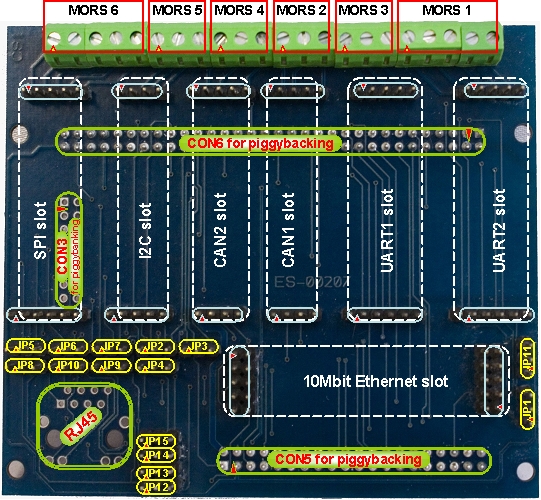 MORS 6
MORS 5
MORS 4
MORS 2
MORS 3
MORS 1
CON6 for piggybacking
SPI slot
CON3
for piggybanking
I2C slot
CAN2 slot
CAN1 slot
UART1 slot
UART2 slot
ES-00207
JP5
JP6
JP7
JP2
JP3
JP8
JP10
JP9
JP4
10Mbit Ethernet slot
JP11
JP1
RJ45
JP15
JP14
JP13
JP12
CON5 for piggybacking